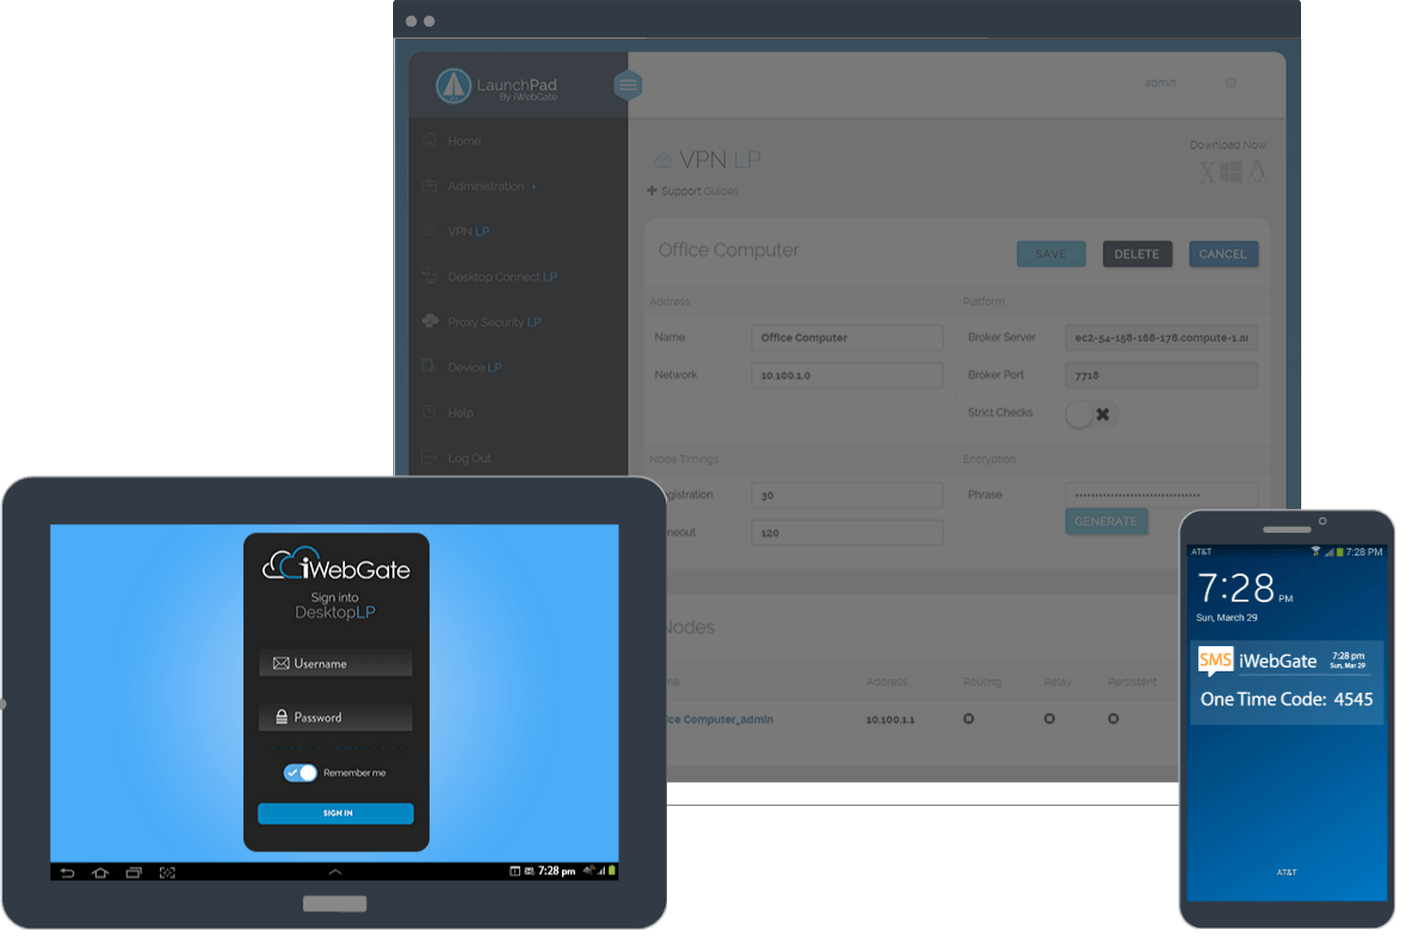 LaunchPad
By iWebGate
admin
Home
Administration
VPN LP
Desktop Connect LP
Proxy Security LP
Device LP
Help
Log Out
VPN LP
Download Now
Support Guides
Office Computer
SAVE
DELETE
CANCEL
Address
Platform
Name
Office Computer
Broker Server
ec2-54-158-168-178.compute-1.ar
Network
10.100.1.0
Broker Port
7718
Strict Checks
Node Timings
Encryption
egistration
30
Phrase
GENERATE
meout
120
Nodes
me
Address
Routing
Relay
Persistent
ice Computer_admin
10.100.1.1
iWebGate
Sign into
DesktopLP
Username
Password
Remember me
SIGN IN
7:28 pm
AT&T
7:28 PM
7:28 PM
Sun, March 29
SMS
iWebGate
7:28 pm
Sun, Mar 29
One Time Code: 4545
AT&T